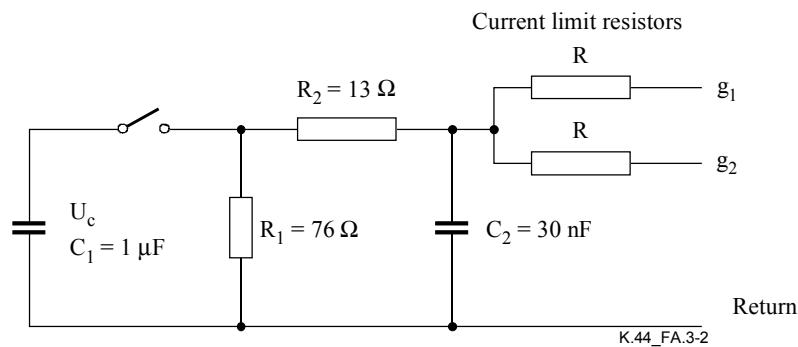 Current limit resistors
R
R₂ = 13 Ω
g₁
R
g₂
U꜀
C₁ = 1 μF
R₁ = 76 Ω
C₂ = 30 nF
Return
K.44_FA.3-2